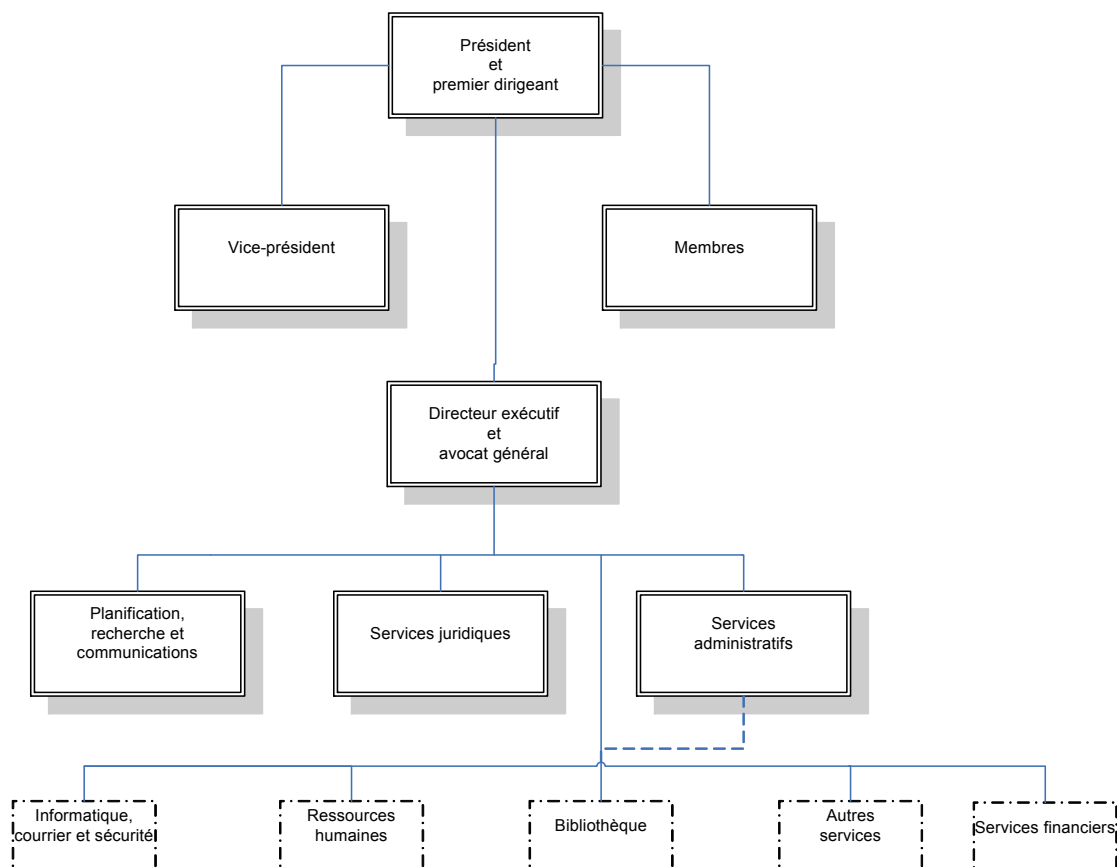 Président
et
premier dirigeant
Vice-président
Membres
Directeur exécutif
et
avocat général
Planification,
recherche et
communications
Services juridiques
Services
administratifs
Informatique,
courrier et sécurité
Ressources
humaines
Bibliothèque
Autres
services
Services financiers